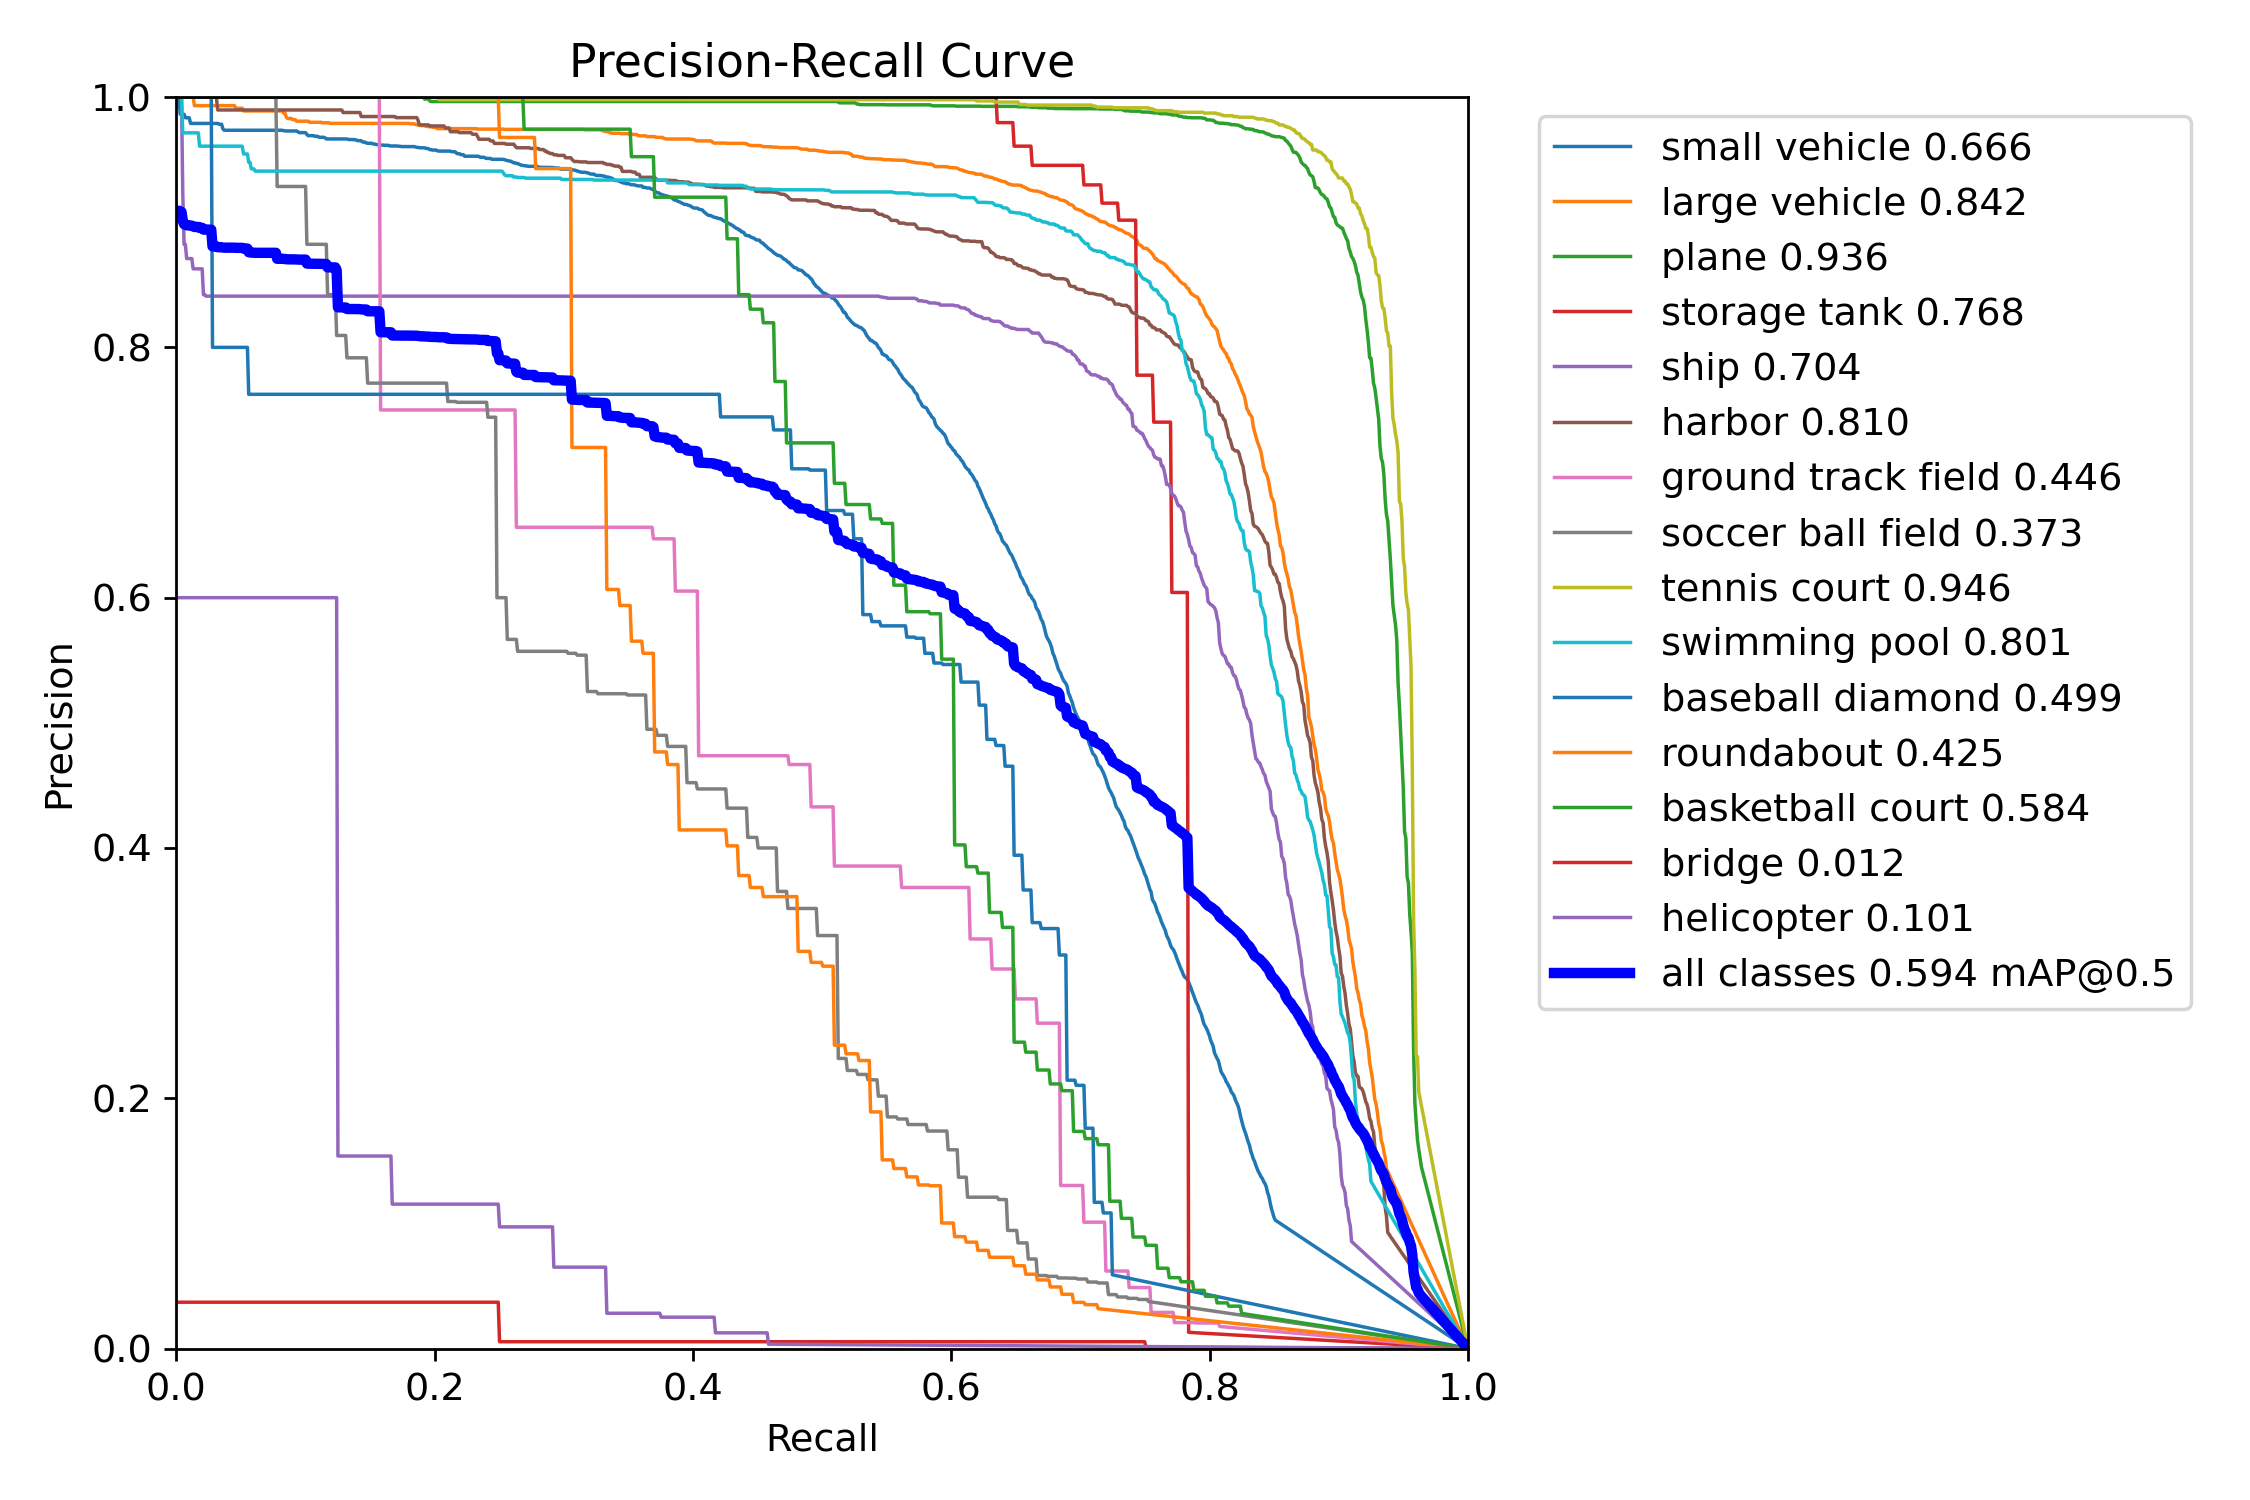 Precision-Recall Curve
1.0
0.8
0.6
0.4
0.2
0.0
Precision
0.0 0.2 0.4 0.6 0.8 1.0
Recall
small vehicle 0.666
large vehicle 0.842
plane 0.936
storage tank 0.768
ship 0.704
harbor 0.810
ground track field 0.446
soccer ball field 0.373
tennis court 0.946
swimming pool 0.801
baseball diamond 0.499
roundabout 0.425
basketball court 0.584
bridge 0.012
helicopter 0.101
all classes 0.594 mAP@0.5